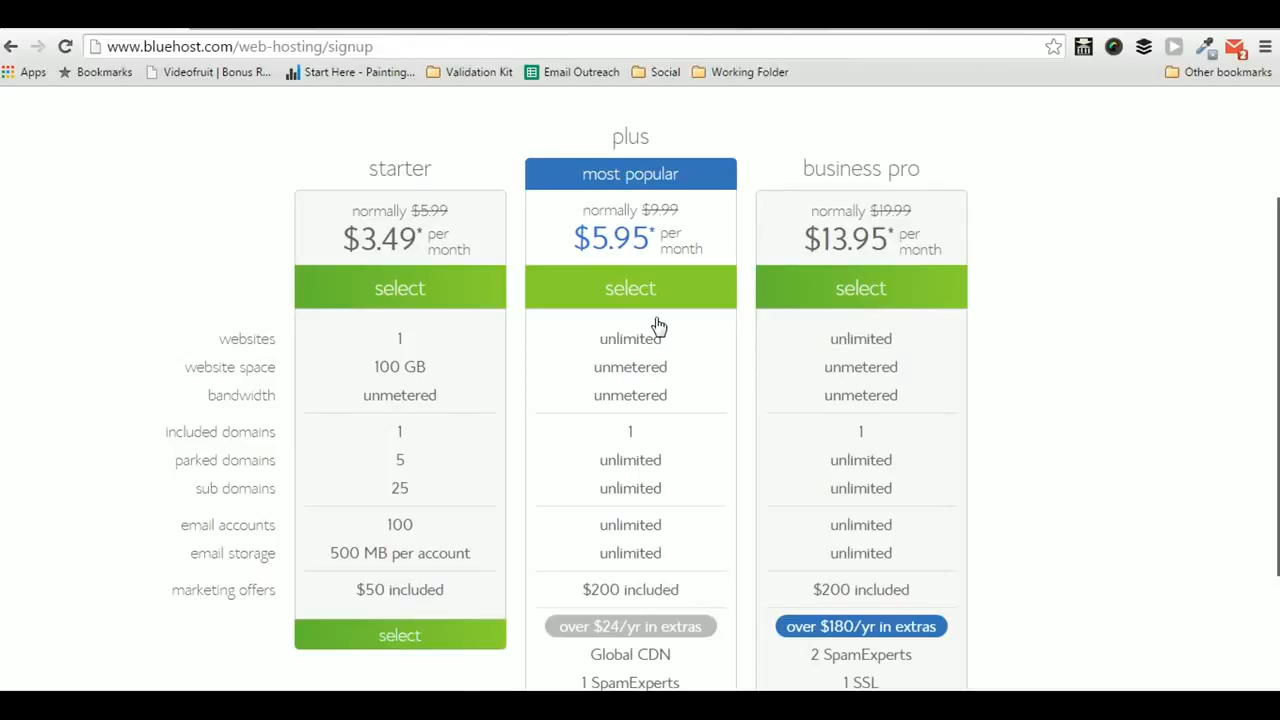 www.bluehost.com/web-hosting/signup
2
Apps Bookmarks Videofruit | Bonus R... Start Here - Painting... Validation Kit Email Outreach Social Working Folder Other bookmarks
plus
starter most popular business pro
normally $5.99 normally $9.99 normally $19.99
$3.49* per month $5.95* per month $13.95* per month
select select select
websites 1 unlimited unlimited
website space 100 GB unmetered unmetered
bandwidth unmetered unmetered unmetered
included domains 1 1 1
parked domains 5 unlimited unlimited
sub domains 25 unlimited unlimited
email accounts 100 unlimited unlimited
email storage 500 MB per account unlimited unlimited
marketing offers $50 included $200 included $200 included
select over $24/yr in extras over $180/yr in extras
Global CDN 2 SpamExperts
1 SpamExperts 1 SSL